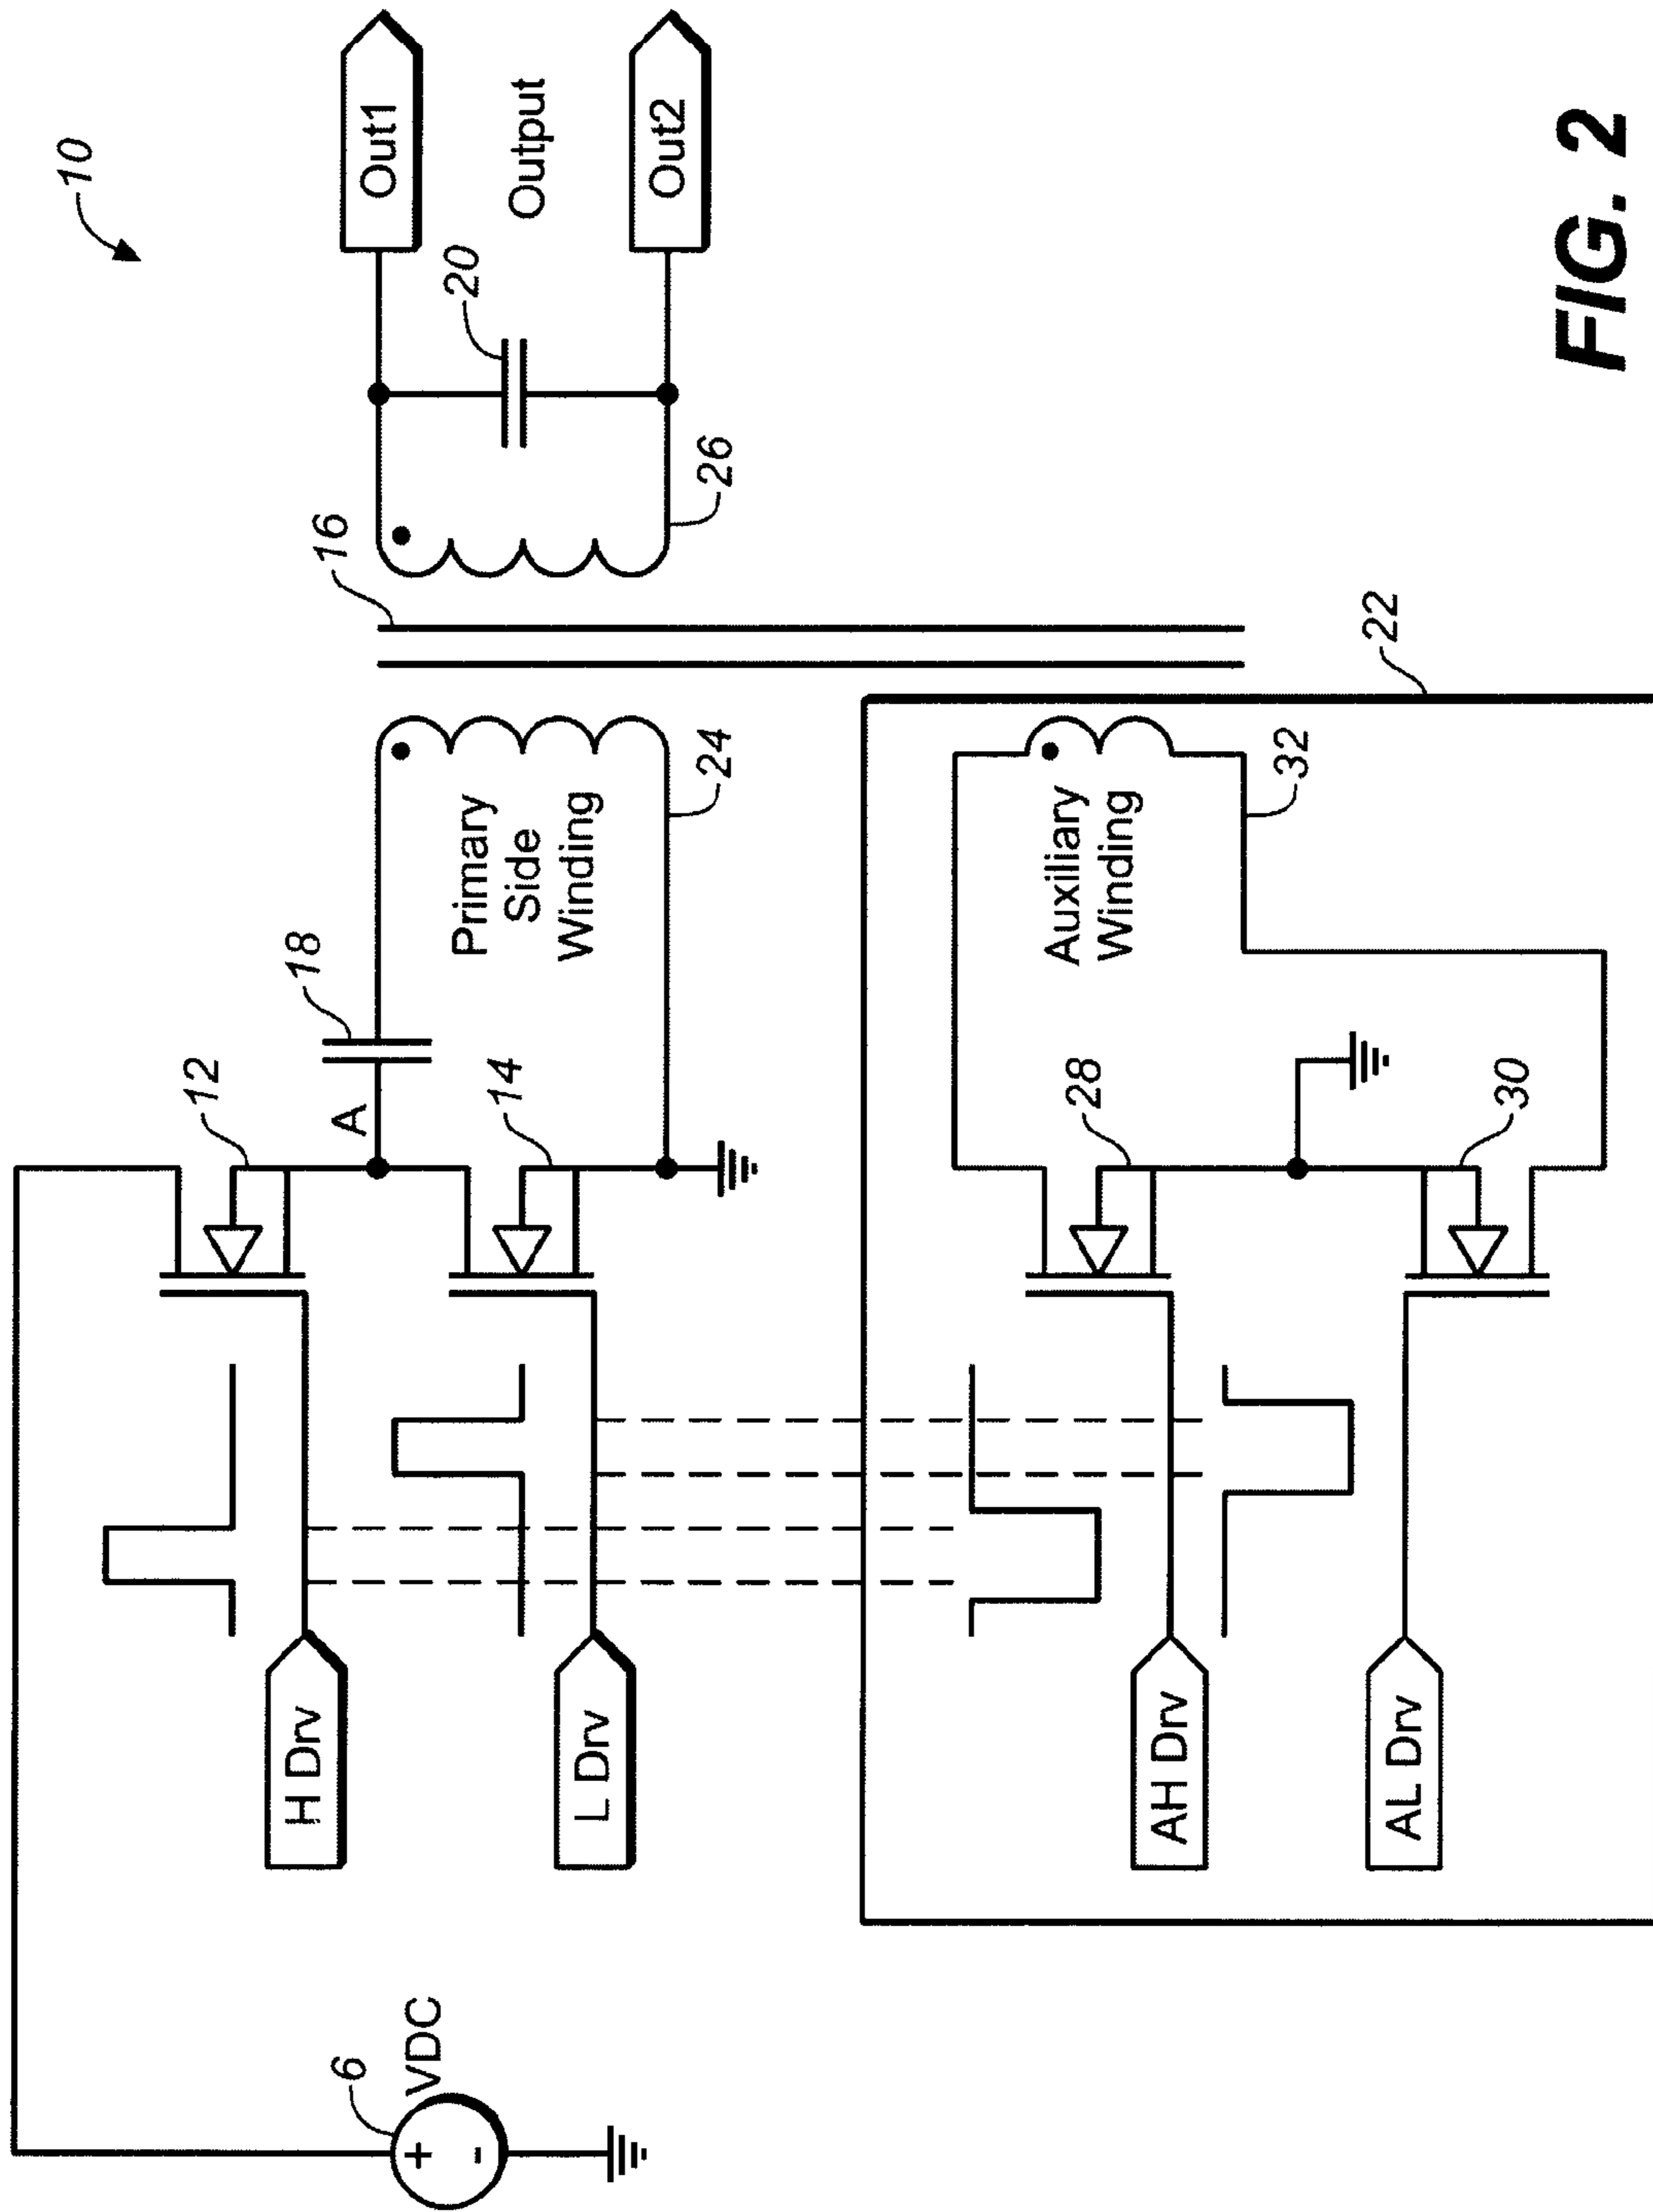 10
6
VDC
H Drv
L Drv
12
A
18
14
Primary
Side
Winding
24
16
26
20
Out1
Output
Out2
22
AH Drv
AL Drv
28
30
Auxiliary
Winding
32
+
-
FIG. 2